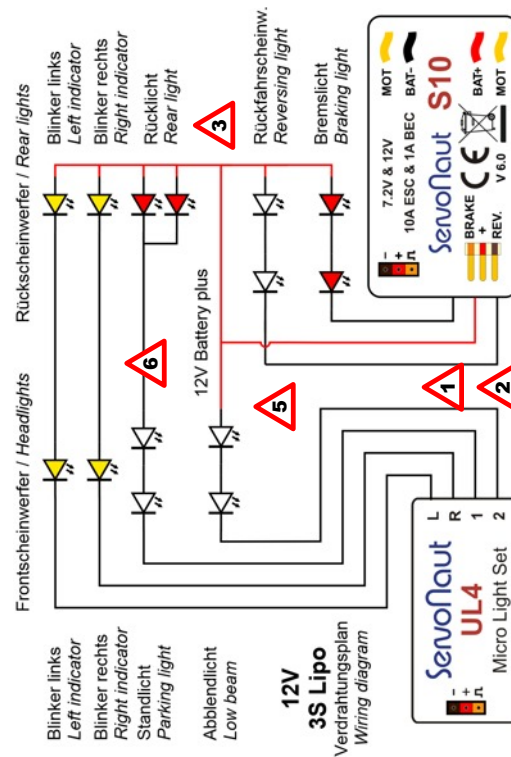 Frontscheinwerfer / Headlights
Rückscheinwerfer / Rear lights
Blinker links
Left indicator
Blinker rechts
Right indicator
Standlicht
Parking light
Abblendlicht
Low beam
Blinker links
Left indicator
Blinker rechts
Right indicator
Rücklicht
Rear light
3
Rückfahrscheinw.
Reversing light
Bremslicht
Braking light
6
12V Battery plus
5
1
2
12V
3S Lipo
Verdrahtungsplan
Wiring diagram
L
R
1
2
ServoNaut
UL4
Micro Light Set
- + ⎍
7.2V & 12V
10A ESC & 1A BEC
- + ⎍
ServoNaut S10
BRAKE
+
REV.
CE
V 6.0
MOT
BAT-
BAT+
MOT